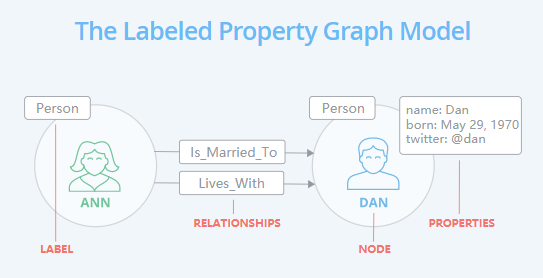 The Labeled Property Graph Model
Person
Person
name: Dan
born: May 29, 1970
twitter: @dan
Is_Married_To
Lives_With
ANN
DAN
RELATIONSHIPS
PROPERTIES
LABEL
NODE